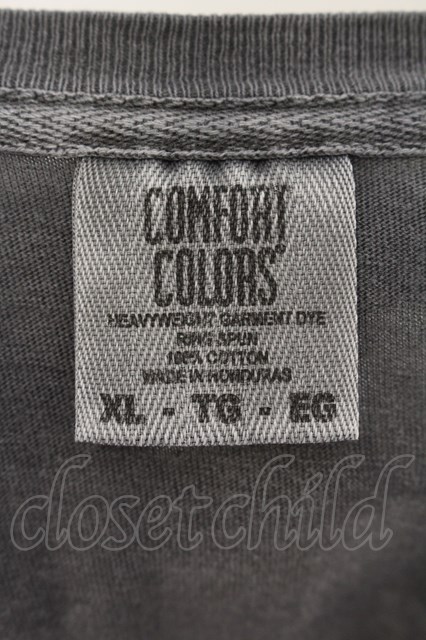 COMFORT
COLORS®
HEAVYWEIGHT GARMENT DYE
RING SPUN
100% COTTON
MADE IN HONDURAS
XL - TG - EG
closet child